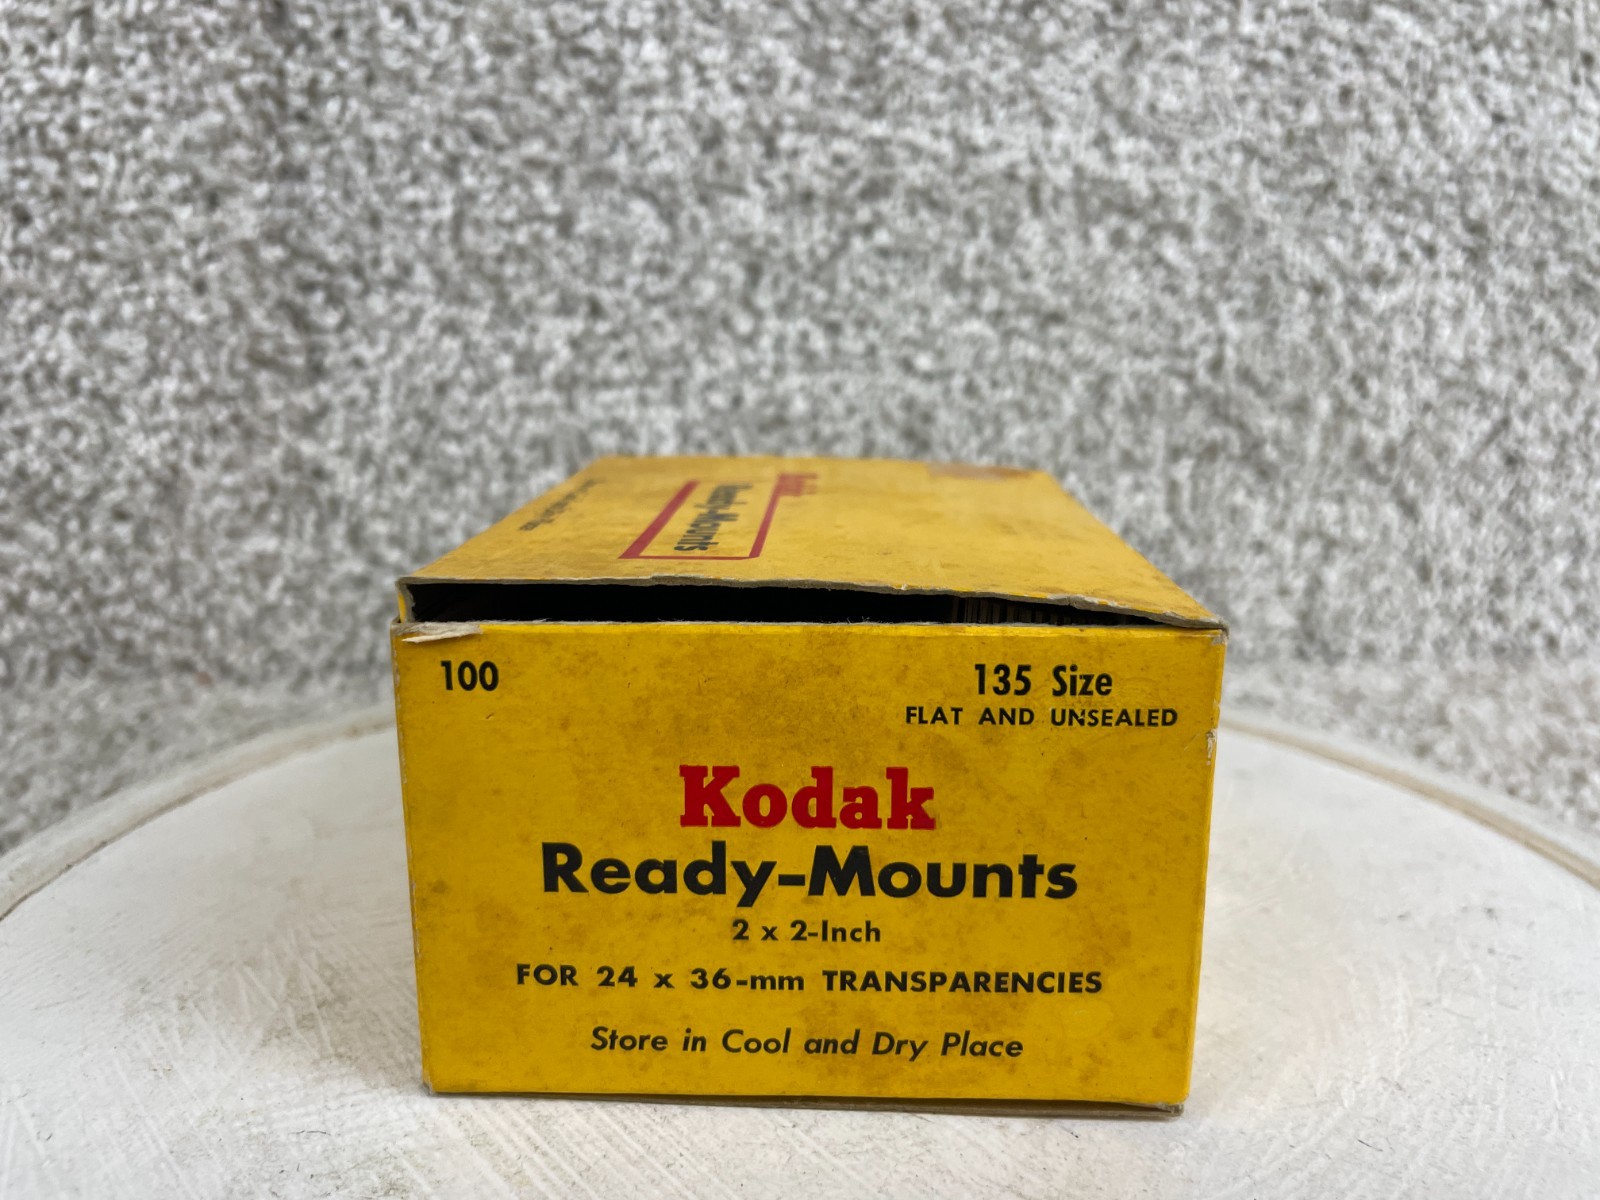 Kodak
Ready-Mounts
100
135 Size
FLAT AND UNSEALED
Kodak
Ready-Mounts
2 x 2-Inch
FOR 24 x 36-mm TRANSPARENCIES
Store in Cool and Dry Place